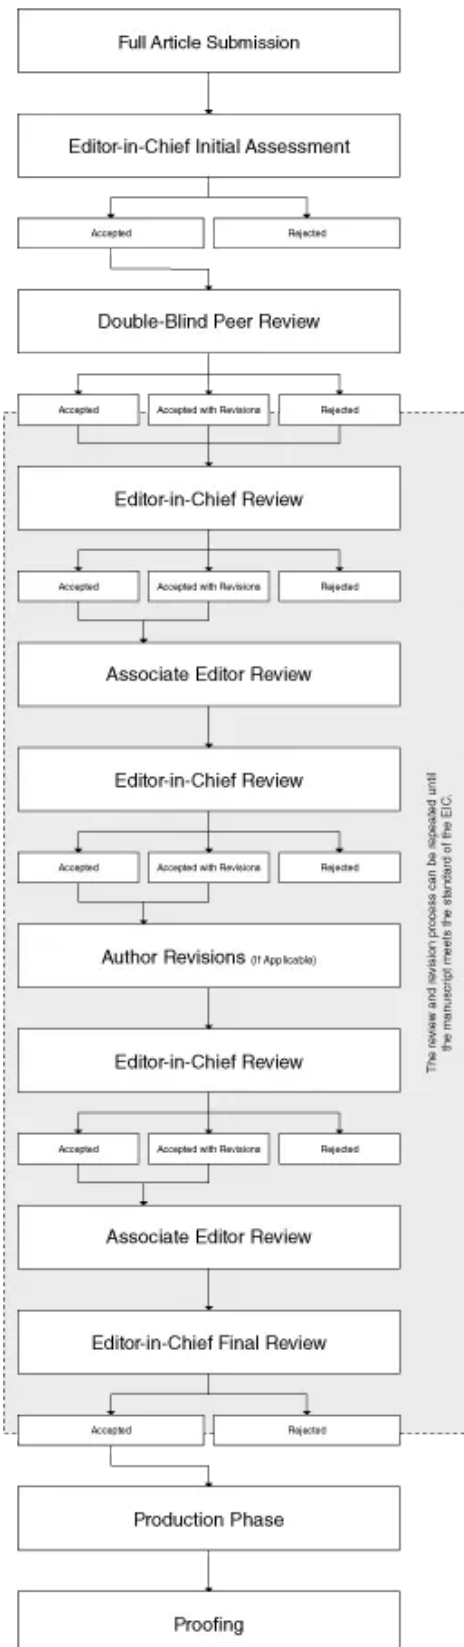 Full Article Submission
Editor-in-Chief Initial Assessment
Accepted
Rejected
Double-Blind Peer Review
Accepted
Accepted with Revisions
Rejected
Editor-in-Chief Review
Accepted
Accepted with Revisions
Rejected
Associate Editor Review
Editor-in-Chief Review
Accepted
Accepted with Revisions
Rejected
Author Revisions (If Applicable)
Editor-in-Chief Review
Accepted
Accepted with Revisions
Rejected
Associate Editor Review
Editor-in-Chief Final Review
Accepted
Rejected
The review and revision process can be repeated until
the manuscript meets the standard of the EIC.
Production Phase
Proofing